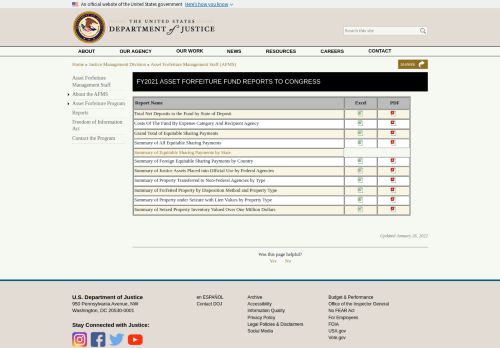 An official website of the United States government Here's how you know
THE UNITED STATES
DEPARTMENT of JUSTICE
Search this site
ABOUT OUR AGENCY OUR WORK NEWS RESOURCES CAREERS CONTACT
Home » Justice Management Division » Asset Forfeiture Management Staff (AFMS)
SHARE
Asset Forfeiture
Management Staff
About the AFMS
Asset Forfeiture Program
Reports
Freedom of Information
Act
Contact the Program
FY2021 ASSET FORFEITURE FUND REPORTS TO CONGRESS
Report Name Excel PDF
Total Net Deposits to the Fund by State of Deposit
Costs Of The Fund By Expense Category And Recipient Agency
Grand Total of Equitable Sharing Payments
Summary of All Equitable Sharing Payments
Summary of Equitable Sharing Payments by State
Summary of Foreign Equitable Sharing Payments by Country
Summary of Justice Assets Placed into Official Use by Federal Agencies
Summary of Property Transferred to Non-Federal Agencies by Type
Summary of Forfeited Property by Disposition Method and Property Type
Summary of Property under Seizure with Lien Values by Property Type
Summary of Seized Property Inventory Valued Over One Million Dollars
Updated January 26, 2022
Was this page helpful?
Yes No
U.S. Department of Justice
950 Pennsylvania Avenue, NW
Washington, DC 20530-0001
Stay Connected with Justice:
en ESPAÑOL
Contact DOJ
Archive
Accessibility
Information Quality
Privacy Policy
Legal Policies & Disclaimers
Social Media
Budget & Performance
Office of the Inspector General
No FEAR Act
For Employees
FOIA
USA.gov
Vote.gov